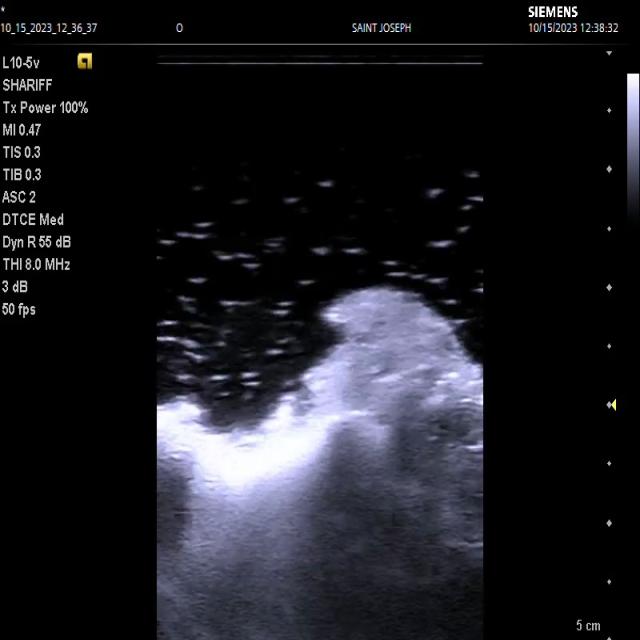 *
SIEMENS
10_15_2023_12_36_37 O SAINT JOSEPH 10/15/2023 12:38:32
L10-5v
SHARIFF
Tx Power 100%
MI 0.47
TIS 0.3
TIB 0.3
ASC 2
DTCE Med
Dyn R 55 dB
THI 8.0 MHz
3 dB
50 fps
5 cm